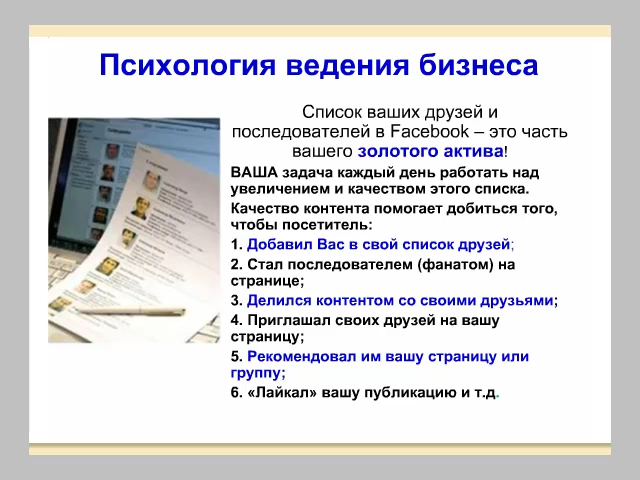 Психология ведения бизнеса
Список ваших друзей и
последователей в Facebook – это часть
вашего золотого актива!
ВАША задача каждый день работать над
увеличением и качеством этого списка.
Качество контента помогает добиться того,
чтобы посетитель:
1. Добавил Вас в свой список друзей;
2. Стал последователем (фанатом) на
странице;
3. Делился контентом со своими друзьями;
4. Приглашал своих друзей на вашу
страницу;
5. Рекомендовал им вашу страницу или
группу;
6. «Лайкал» вашу публикацию и т.д.